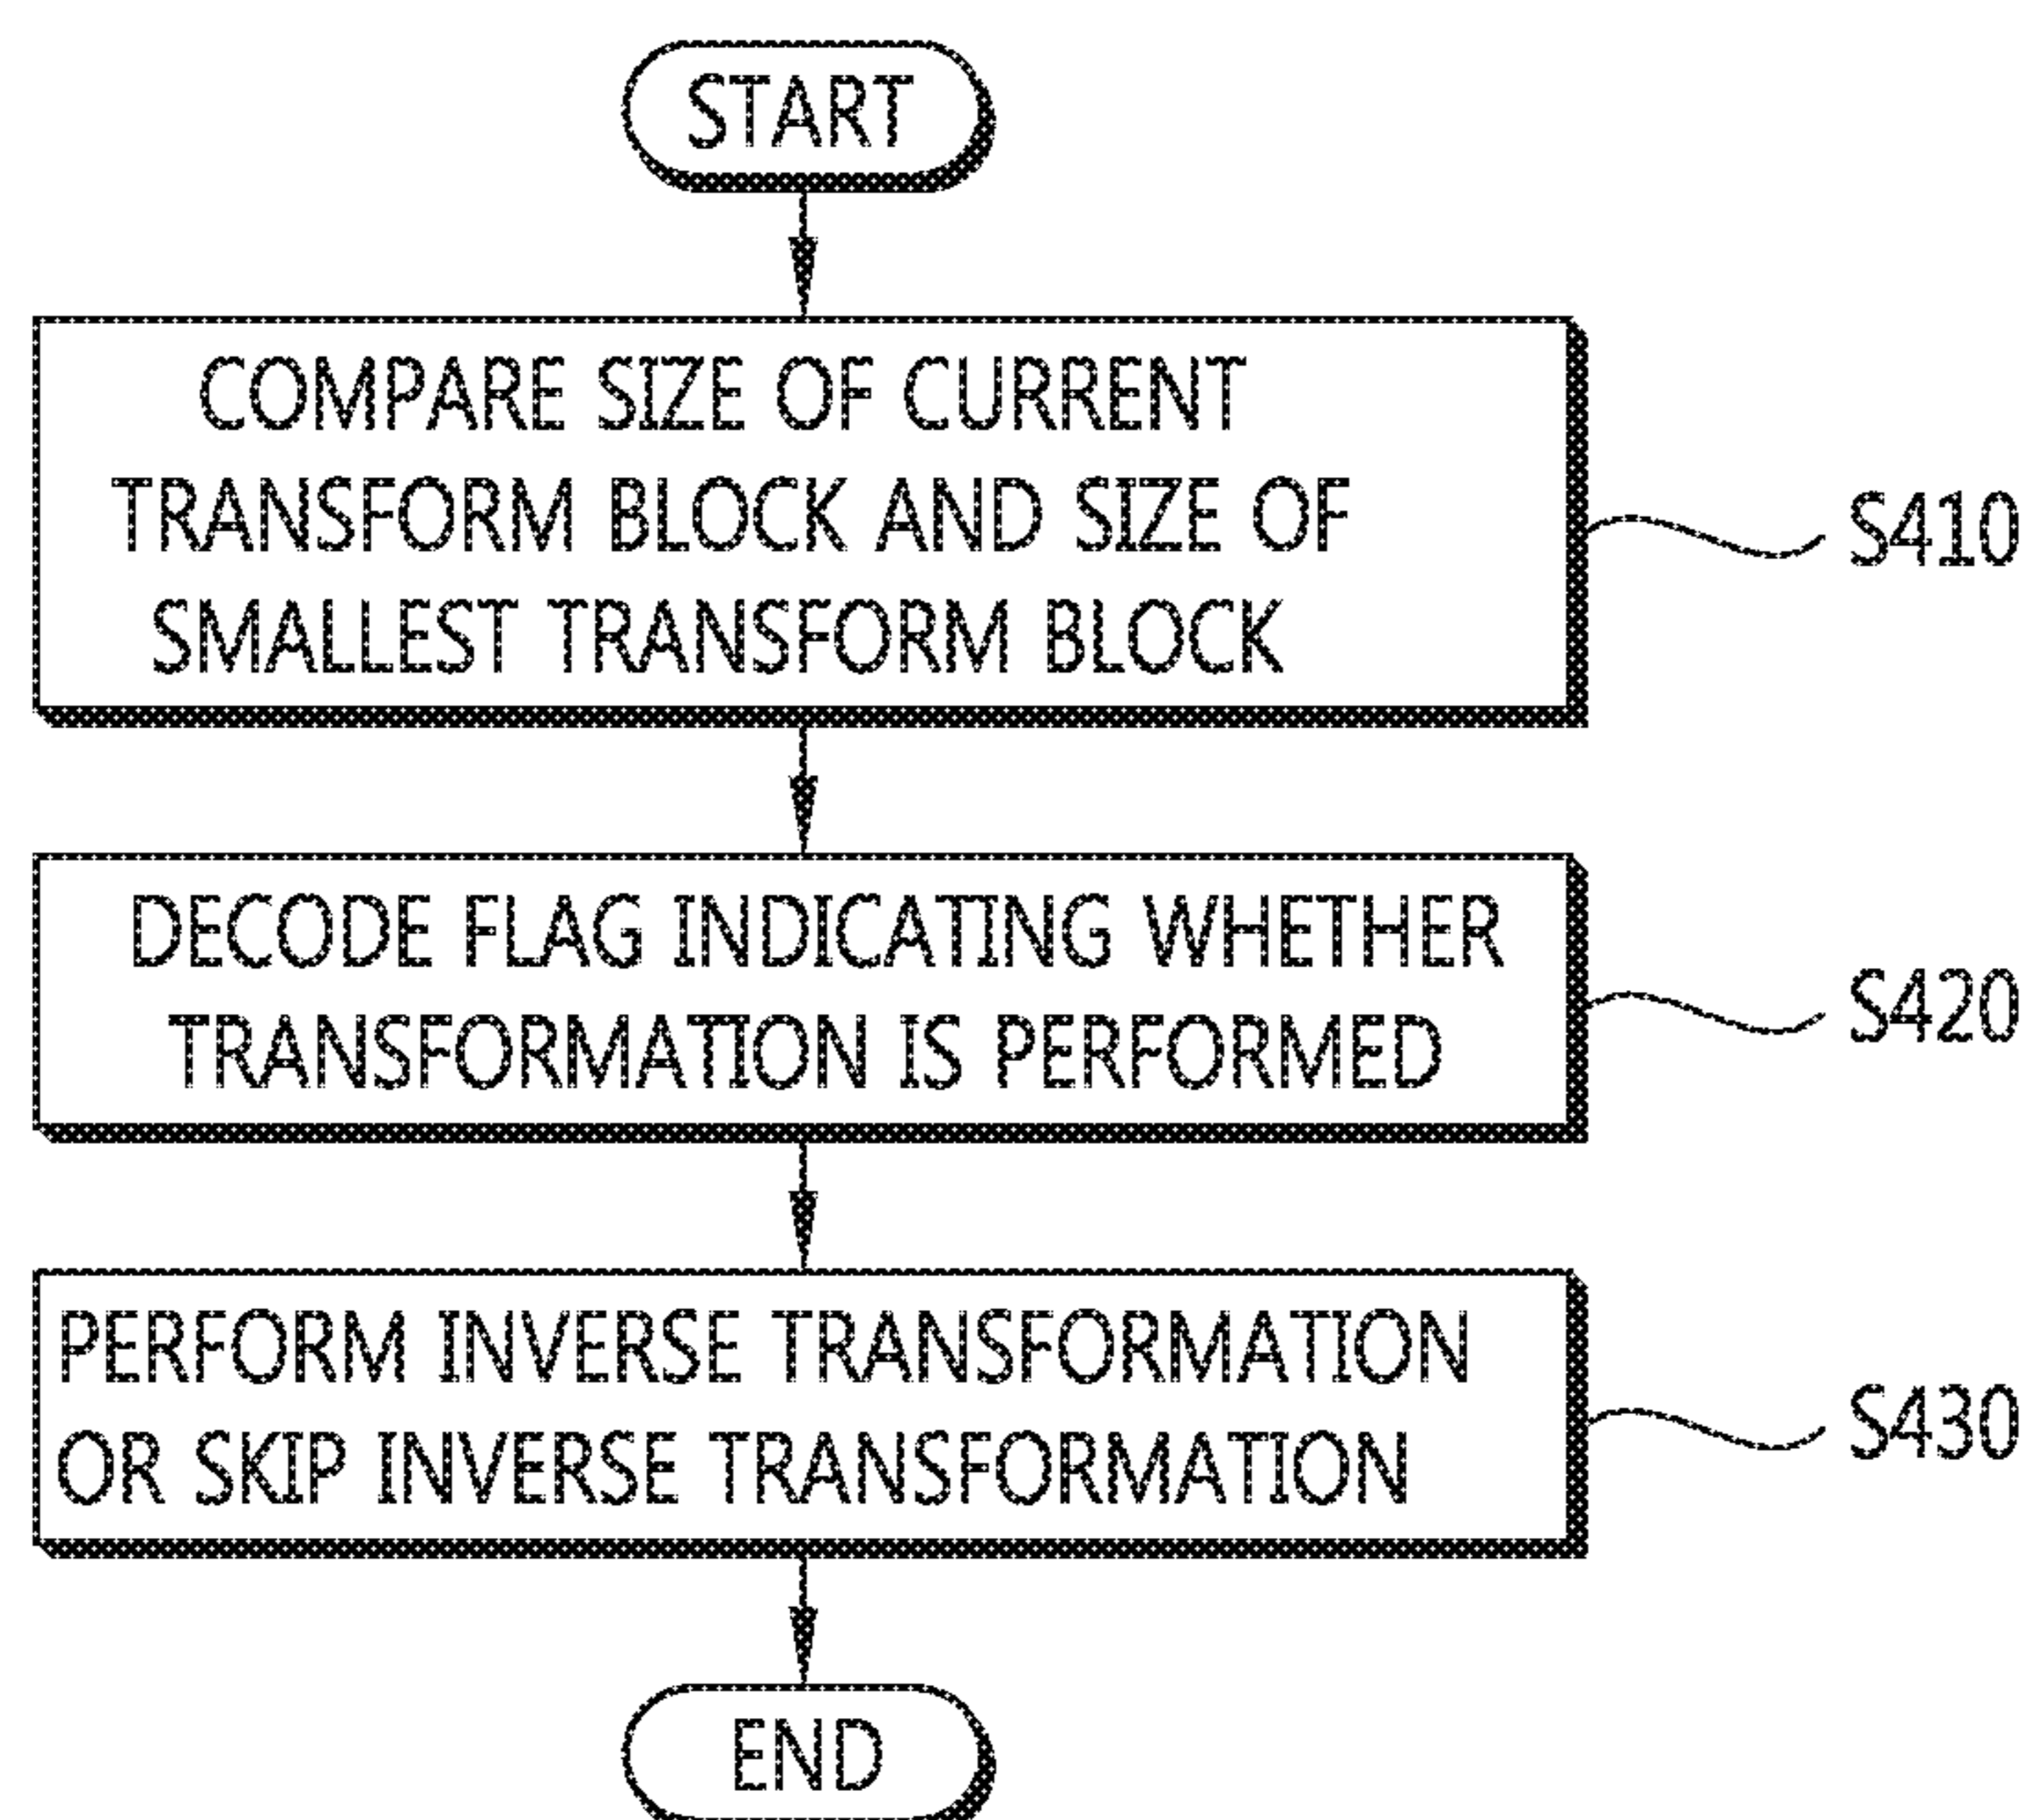 START
COMPARE SIZE OF CURRENT
TRANSFORM BLOCK AND SIZE OF
SMALLEST TRANSFORM BLOCK
S410
DECODE FLAG INDICATING WHETHER
TRANSFORMATION IS PERFORMED
S420
PERFORM INVERSE TRANSFORMATION
OR SKIP INVERSE TRANSFORMATION
S430
END